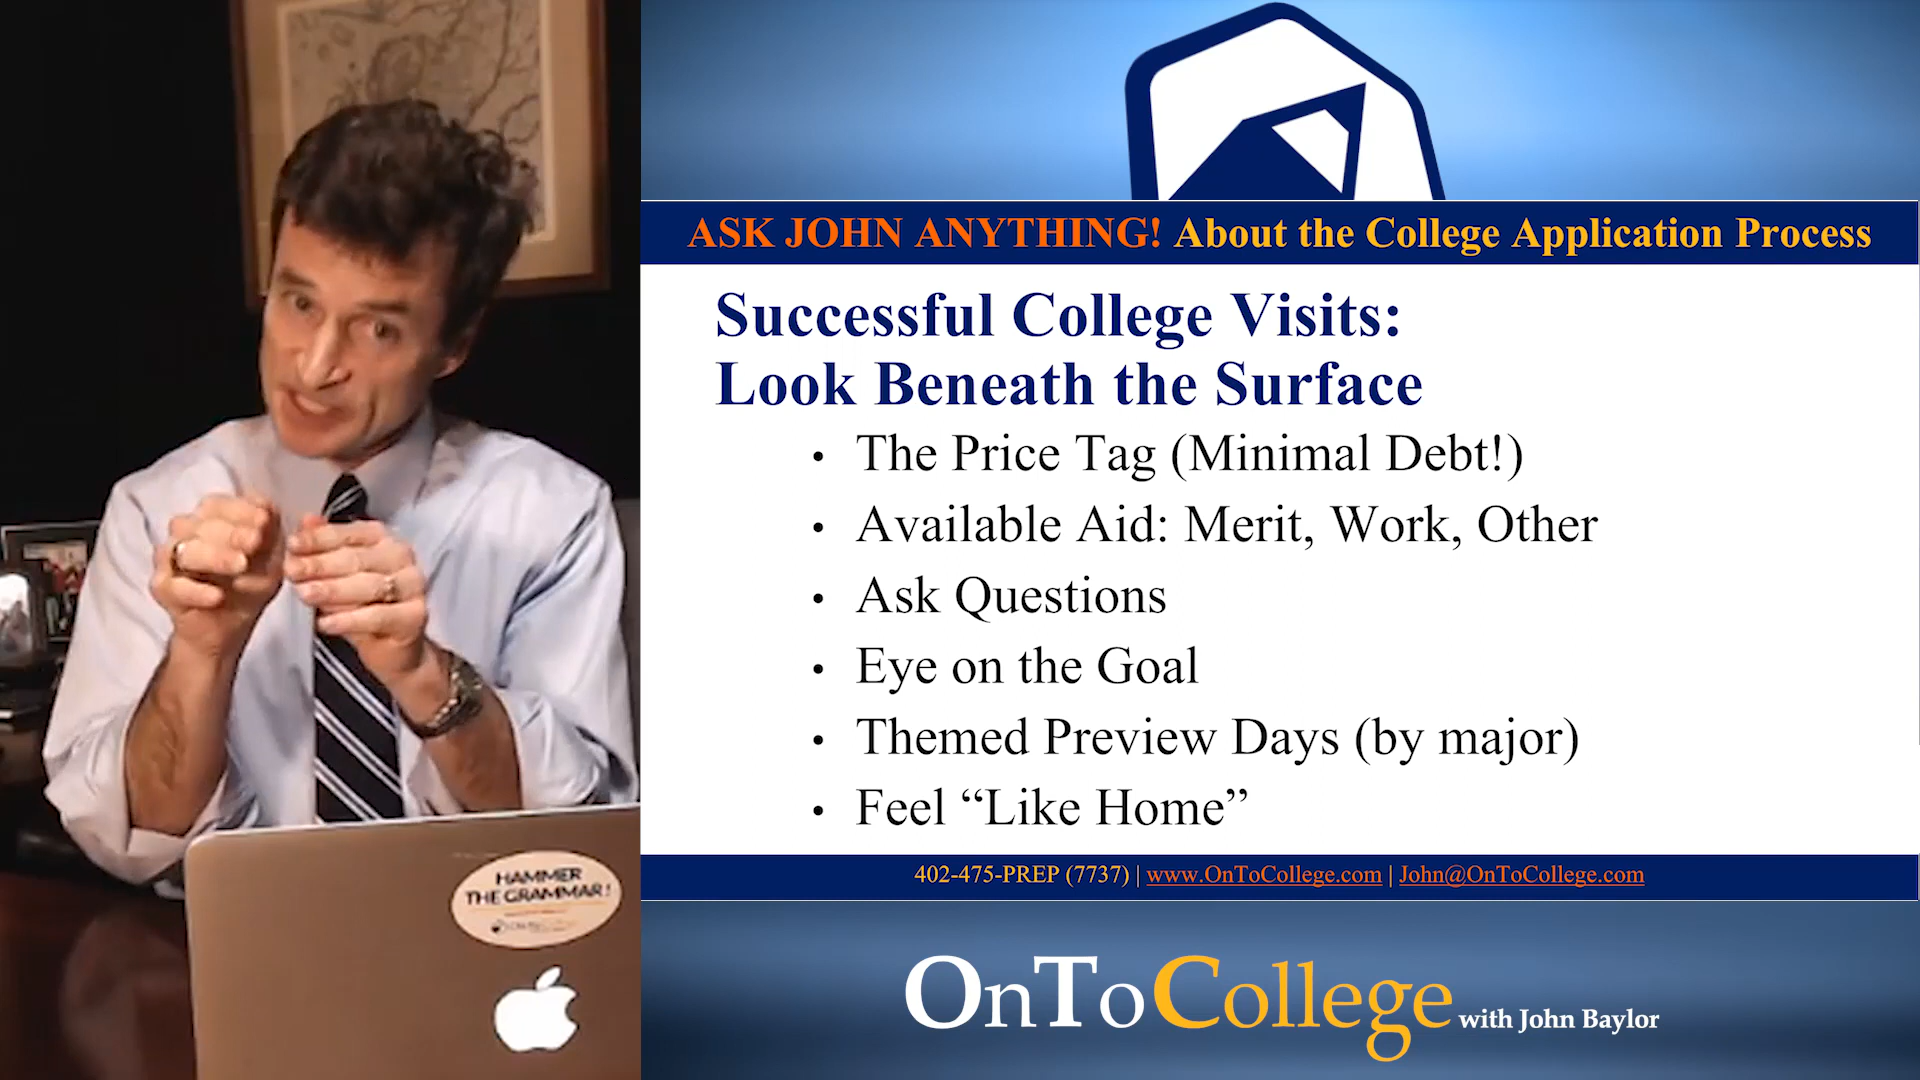 ASK JOHN ANYTHING! About the College Application Process
Successful College Visits:
Look Beneath the Surface
• The Price Tag (Minimal Debt!)
• Available Aid: Merit, Work, Other
• Ask Questions
• Eye on the Goal
• Themed Preview Days (by major)
• Feel “Like Home”
402-475-PREP (7737) | www.OnToCollege.com | John@OnToCollege.com
OnToCollege with John Baylor
HAMMER
THE GRAMMAR!